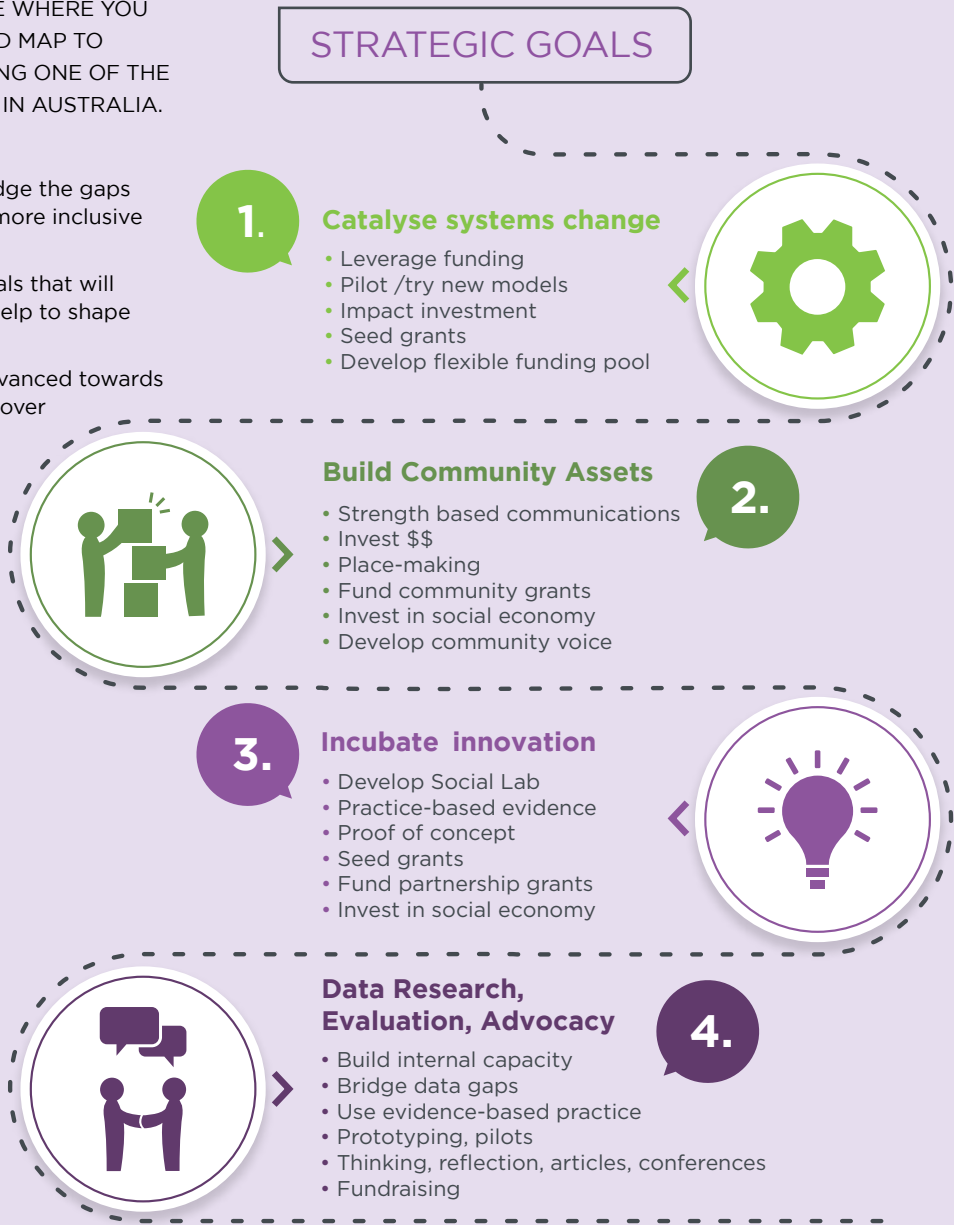 E WHERE YOU
D MAP TO
NG ONE OF THE
IN AUSTRALIA.
dge the gaps
more inclusive
als that will
elp to shape
vanced towards
over
STRATEGIC GOALS
1.
Catalyse systems change
• Leverage funding
• Pilot /try new models
• Impact investment
• Seed grants
• Develop flexible funding pool
Build Community Assets
2.
• Strength based communications
• Invest $$
• Place-making
• Fund community grants
• Invest in social economy
• Develop community voice
3.
Incubate innovation
• Develop Social Lab
• Practice-based evidence
• Proof of concept
• Seed grants
• Fund partnership grants
• Invest in social economy
Data Research,
Evaluation, Advocacy
4.
• Build internal capacity
• Bridge data gaps
• Use evidence-based practice
• Prototyping, pilots
• Thinking, reflection, articles, conferences
• Fundraising